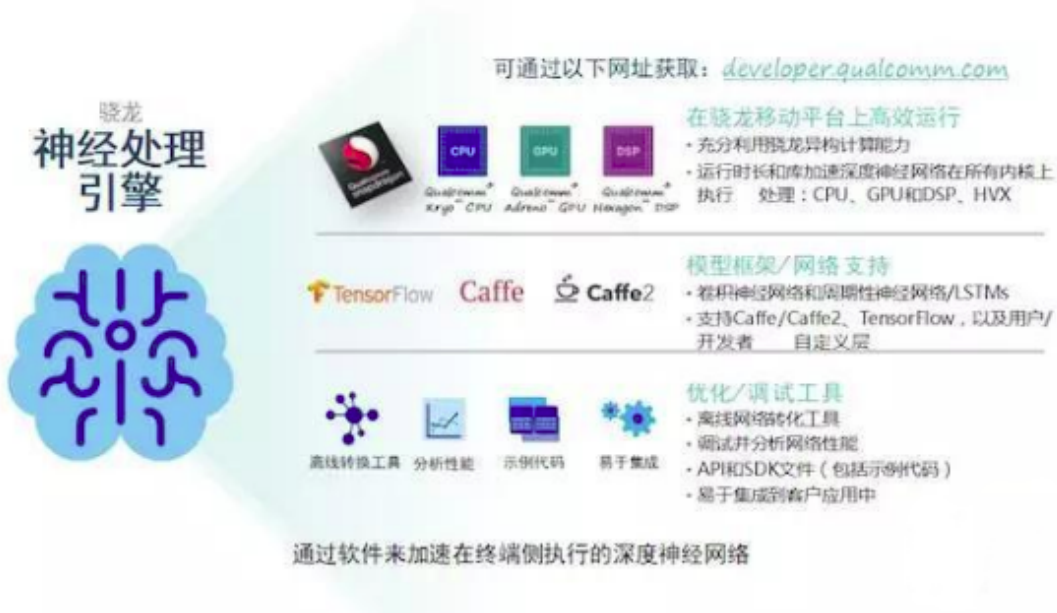 可通过以下网址获取：developer.qualcomm.com
骁龙
神经处理
引擎
Qualcomm
snapdragon
CPU
GPU
DSP
Qualcomm
Kryo™ CPU
Qualcomm
Adreno™ GPU
Qualcomm
Hexagon™ DSP
在骁龙移动平台上高效运行
·充分利用骁龙异构计算能力
·运行时长和库加速深度神经网络在所有内核上
执行 处理：CPU、GPU和DSP、HVX
TensorFlow
Caffe
Caffe2
模型框架/网络支持
·卷积神经网络和周期性神经网络/LSTMs
·支持Caffe/Caffe2、TensorFlow，以及用户/
开发者 自定义层
离线转换工具
分析性能
示例代码
易于集成
优化/调试工具
·离线网络转化工具
·调试并分析网络性能
·API和SDK文件（包括示例代码）
·易于集成到客户应用中
通过软件来加速在终端侧执行的深度神经网络